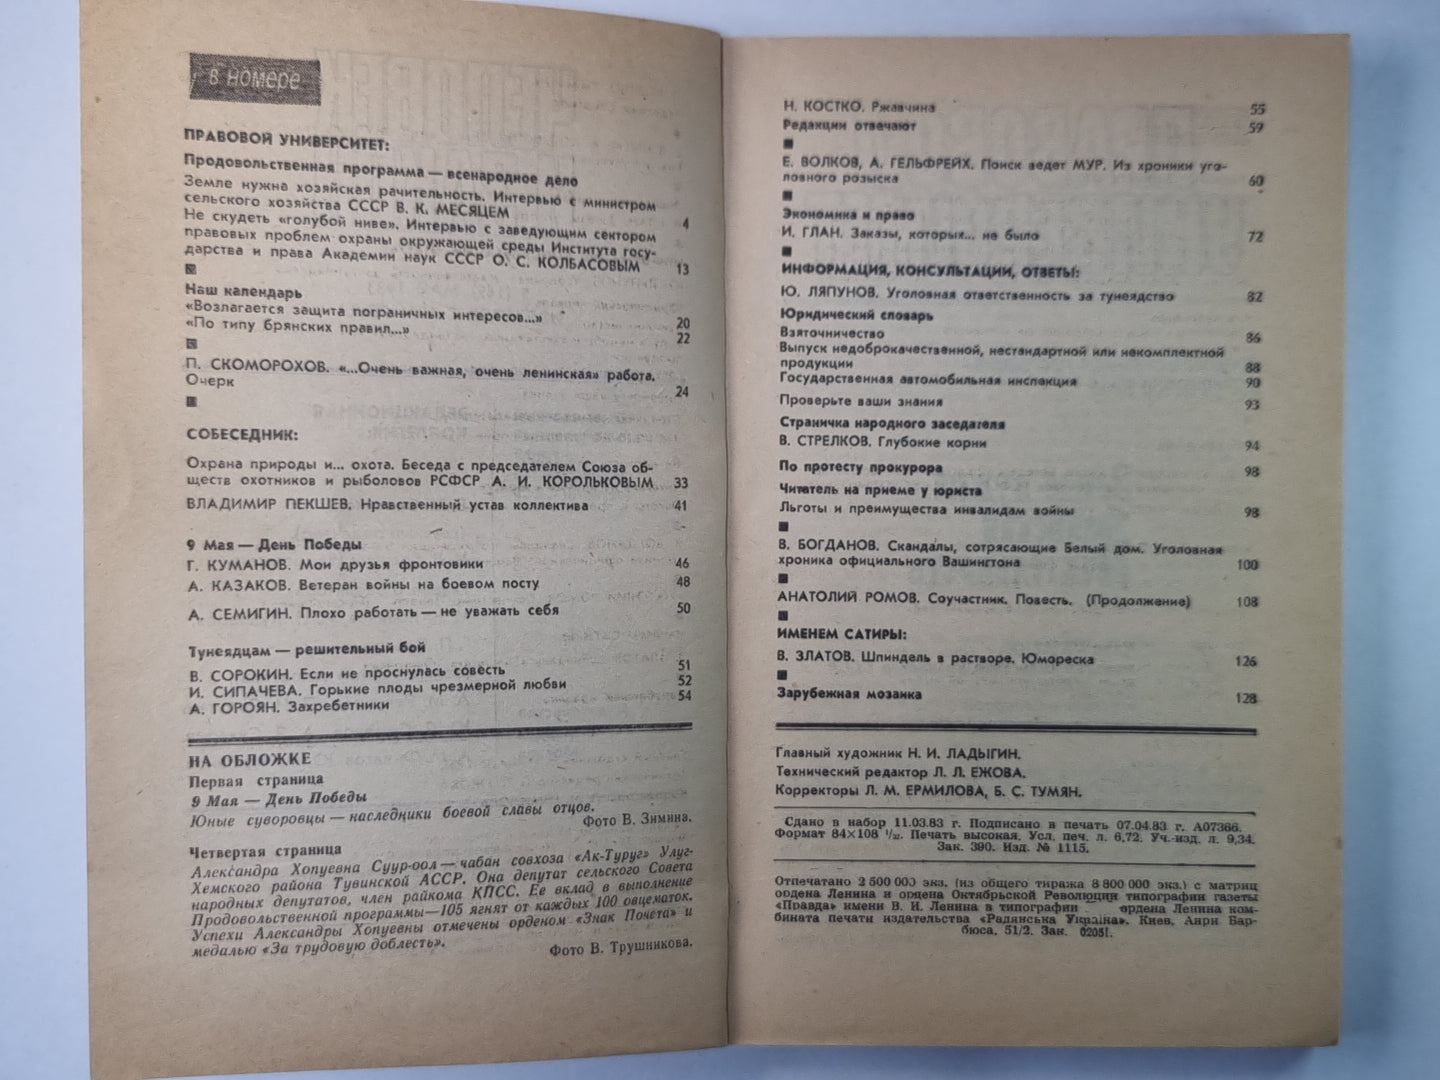 в номере
ПРАВОВОЙ УНИВЕРСИТЕТ:
Продовольственная программа — всенародное дело
Земле нужна хозяйская рачительность. Интервью с министром
сельского хозяйства СССР В. К. МЕСЯЦЕМ 4
Не скудеть «голубой ниве». Интервью с заведующим сектором
правовых проблем охраны окружающей среды Института госу-
дарства и права Академии наук СССР О. С. КОЛБАСОВЫМ 13
Наш календарь
«Возлагается защита пограничных интересов...» 20
«По типу брянских правил...» 22
П. СКОМОРОХОВ. «...Очень важная, очень ленинская» работа.
Очерк 24
СОБЕСЕДНИК:
Охрана природы и... охота. Беседа с председателем Союза об-
ществ охотников и рыболовов РСФСР А. И. КОРОЛЬКОВЫМ 33
ВЛАДИМИР ПЕКШЕВ. Нравственный устав коллектива 41
9 Мая — День Победы
Г. КУМАНОВ. Мои друзья фронтовики 46
А. КАЗАКОВ. Ветеран войны на боевом посту 48
А. СЕМИГИН. Плохо работать — не уважать себя 50
Тунеядцам — решительный бой
В. СОРОКИН. Если не проснулась совесть 51
И. СИПАЧЕВА. Горькие плоды чрезмерной любви 52
А. ГОРОЯН. Захребетники 54
НА ОБЛОЖКЕ
Первая страница
9 Мая — День Победы
Юные суворовцы — наследники боевой славы отцов.
Фото В. Зимина.
Четвертая страница
Александра Хопуевна Суур-оол — чабан совхоза «Ак-Туруг» Улуг-
Хемского района Тувинской АССР. Она депутат сельского Совета
народных депутатов, член райкома КПСС. Ее вклад в выполнение
Продовольственной программы — 105 ягнят от каждых 100 овцематок.
Успехи Александры Хопуевны отмечены орденом «Знак Почета» и
медалью «За трудовую доблесть».
Фото В. Трушникова.
Н. КОСТКО. Ржавчина 55
Редакции отвечают 59
Е. ВОЛКОВ, А. ГЕЛЬФРЕЙХ. Поиск ведет МУР. Из хроники уго-
ловного розыска 60
Экономика и право
И. ГЛАН. Заказы, которых... не было 72
ИНФОРМАЦИЯ, КОНСУЛЬТАЦИИ, ОТВЕТЫ:
Ю. ЛЯПУНОВ. Уголовная ответственность за тунеядство 82
Юридический словарь
Взяточничество 86
Выпуск недоброкачественной, нестандартной или некомплектной
продукции 88
Государственная автомобильная инспекция 90
Проверьте ваши знания 93
Страничка народного заседателя
В. СТРЕЛКОВ. Глубокие корни 94
По протесту прокурора 98
Читатель на приеме у юриста
Льготы и преимущества инвалидам войны 98
В. БОГДАНОВ. Скандалы, сотрясающие Белый дом. Уголовная
хроника официального Вашингтона 100
АНАТОЛИЙ РОМОВ. Соучастник. Повесть. (Продолжение) 108
ИМЕНЕМ САТИРЫ:
В. ЗЛАТОВ. Шпиндель в растворе. Юмореска 126
Зарубежная мозаика 128
Главный художник Н. И. ЛАДЫГИН.
Технический редактор Л. Л. ЕЖОВА.
Корректоры Л. М. ЕРМИЛОВА, Б. С. ТУМЯН.
Сдано в набор 11.03.83 г. Подписано в печать 07.04.83 г. А07366.
Формат 84×108 1/32. Печать высокая. Усл. печ. л. 6,72. Уч.-изд. л. 9,34.
Зак. 390. Изд. № 1115.
Отпечатано 2 500 000 экз. (из общего тиража 8 800 000 экз.) с матриц
ордена Ленина и ордена Октябрьской Революции типографии газеты
«Правда» имени В. И. Ленина в типографии ордена Ленина ком-
бината печати издательства «Радянська Україна». Киев, Анри Бар-
бюса, 51/2. Зак. 02051.